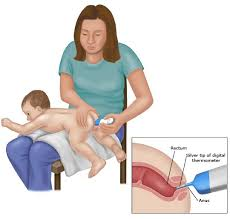 Rectum
Silver tip of digital
thermometer
Anus